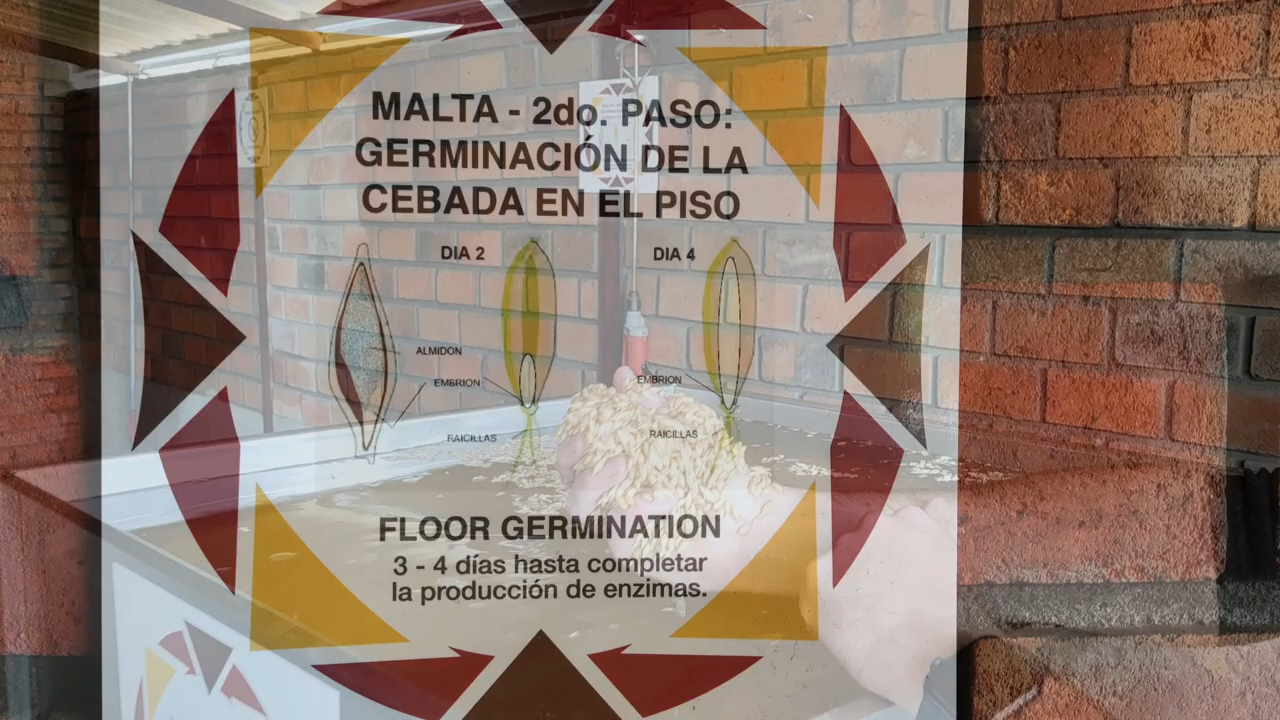 MALTA - 2do. PASO:
GERMINACIÓN DE LA
CEBADA EN EL PISO
DIA 2
DIA 4
ALMIDON
EMBRION
EMBRION
RAICILLAS
RAICILLAS
FLOOR GERMINATION
3 - 4 días hasta completar
la producción de enzimas.